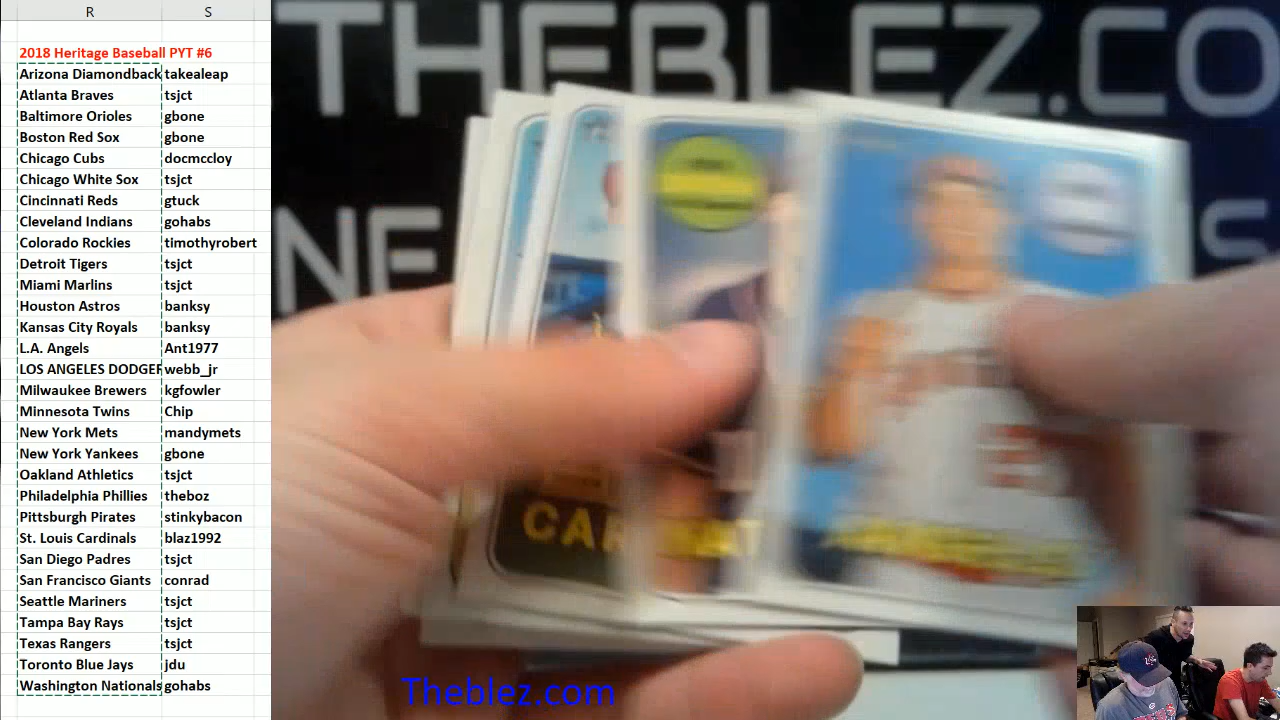 R S
2018 Heritage Baseball PYT #6
Arizona Diamondback takealeap
Atlanta Braves tsjct
Baltimore Orioles gbone
Boston Red Sox gbone
Chicago Cubs docmccloy
Chicago White Sox tsjct
Cincinnati Reds gtuck
Cleveland Indians gohabs
Colorado Rockies timothyrobert
Detroit Tigers tsjct
Miami Marlins tsjct
Houston Astros banksy
Kansas City Royals banksy
L.A. Angels Ant1977
LOS ANGELES DODGER webb_jr
Milwaukee Brewers kgfowler
Minnesota Twins Chip
New York Mets mandymets
New York Yankees gbone
Oakland Athletics tsjct
Philadelphia Phillies theboz
Pittsburgh Pirates stinkybacon
St. Louis Cardinals blaz1992
San Diego Padres tsjct
San Francisco Giants conrad
Seattle Mariners tsjct
Tampa Bay Rays tsjct
Texas Rangers tsjct
Toronto Blue Jays jdu
Washington Nationals gohabs
THEBLEZ.CO
Theblez.com